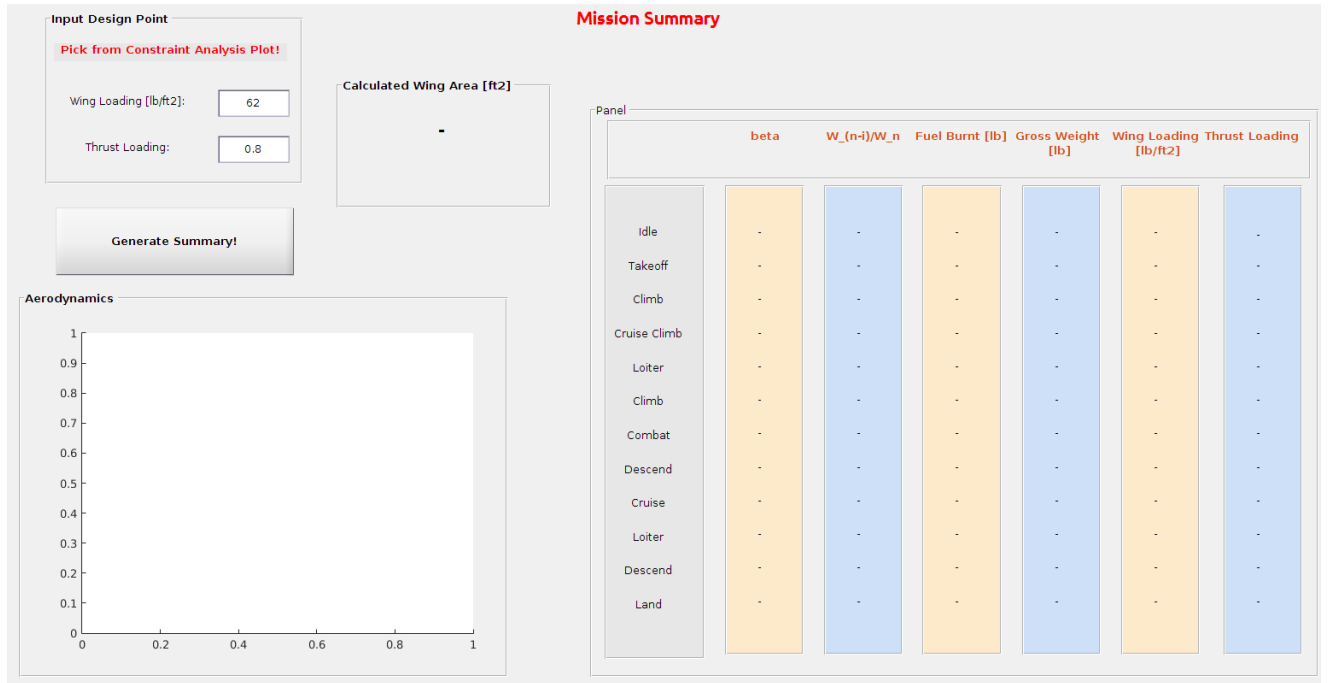 Mission Summary
Input Design Point
Pick from Constraint Analysis Plot!
Wing Loading [lb/ft2]: 62
Thrust Loading: 0.8
Calculated Wing Area [ft2]
-
Generate Summary!
Aerodynamics
1
0.9
0.8
0.7
0.6
0.5
0.4
0.3
0.2
0.1
0
0 0.2 0.4 0.6 0.8 1
Panel
beta W_(n-i)/W_n Fuel Burnt [lb] Gross Weight Wing Loading Thrust Loading
[lb] [lb/ft2]
Idle - - - - - -
Takeoff - - - - - -
Climb - - - - - -
Cruise Climb - - - - - -
Loiter - - - - - -
Climb - - - - - -
Combat - - - - - -
Descend - - - - - -
Cruise - - - - - -
Loiter - - - - - -
Descend - - - - - -
Land - - - - - -